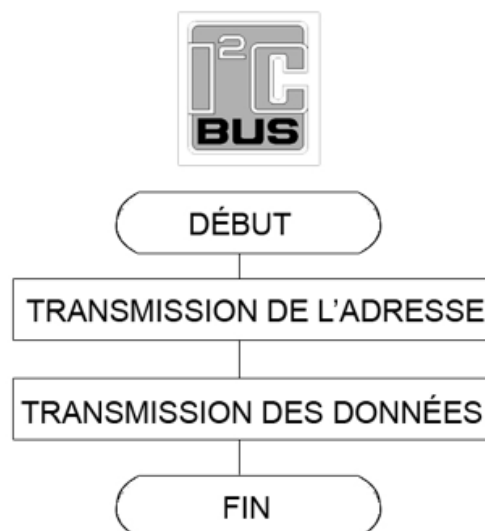 I²C
BUS
DÉBUT
TRANSMISSION DE L'ADRESSE
TRANSMISSION DES DONNÉES
FIN